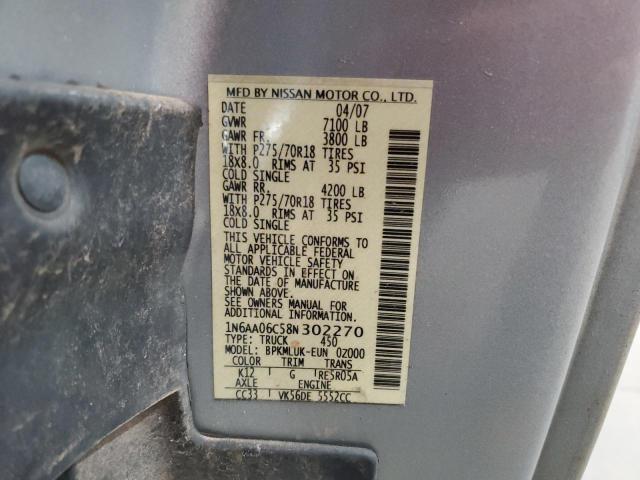 MFD BY NISSAN MOTOR CO., LTD.
DATE 04/07
GVWR 7100 LB
GAWR FR. 3800 LB
WITH P275/70R18 TIRES
18X8.0 RIMS AT 35 PSI
COLD SINGLE
GAWR RR. 4200 LB
WITH P275/70R18 TIRES
18X8.0 RIMS AT 35 PSI
COLD SINGLE
THIS VEHICLE CONFORMS TO
ALL APPLICABLE FEDERAL
MOTOR VEHICLE SAFETY
STANDARDS IN EFFECT ON
THE DATE OF MANUFACTURE
SHOWN ABOVE.
SEE OWNERS MANUAL FOR
ADDITIONAL INFORMATION.
1N6AA06C58N302270
TYPE: TRUCK 450
MODEL: BPKMLUK-EUN 0Z000
COLOR TRIM TRANS
K12 G RE5R05A
AXLE ENGINE
CC33 VK56DE 5552CC